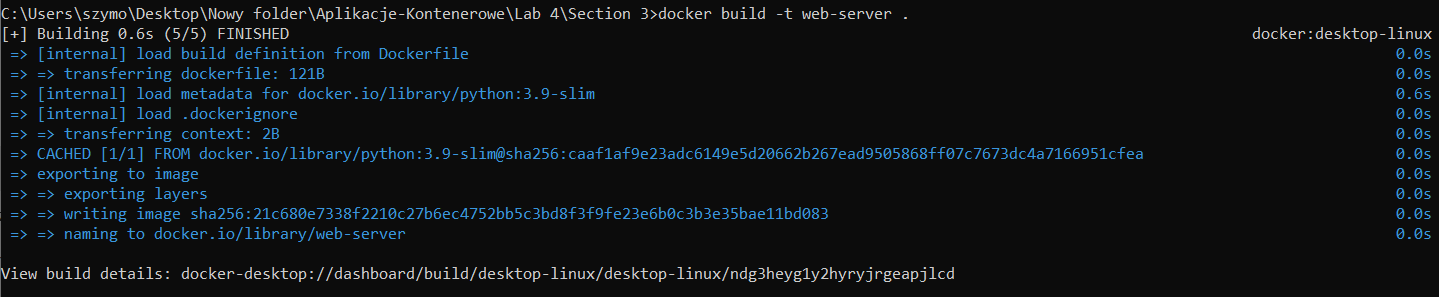 C:\Users\szymo\Desktop\Nowy folder\Aplikacje-Kontenerowe\Lab 4\Section 3>docker build -t web-server .
[+] Building 0.6s (5/5) FINISHED docker:desktop-linux
=> [internal] load build definition from Dockerfile 0.0s
=> => transferring dockerfile: 121B 0.0s
=> [internal] load metadata for docker.io/library/python:3.9-slim 0.6s
=> [internal] load .dockerignore 0.0s
=> => transferring context: 2B 0.0s
=> CACHED [1/1] FROM docker.io/library/python:3.9-slim@sha256:caaf1af9e23adc6149e5d20662b267ead9505868ff07c7673dc4a7166951cfea 0.0s
=> exporting to image 0.0s
=> => exporting layers 0.0s
=> => writing image sha256:21c680e7338f2210c27b6ec4752bb5c3bd8f3f9fe23e6b0c3b3e35bae11bd083 0.0s
=> => naming to docker.io/library/web-server 0.0s
View build details: docker-desktop://dashboard/build/desktop-linux/desktop-linux/ndg3heyg1y2hyryjrgeapjlcd